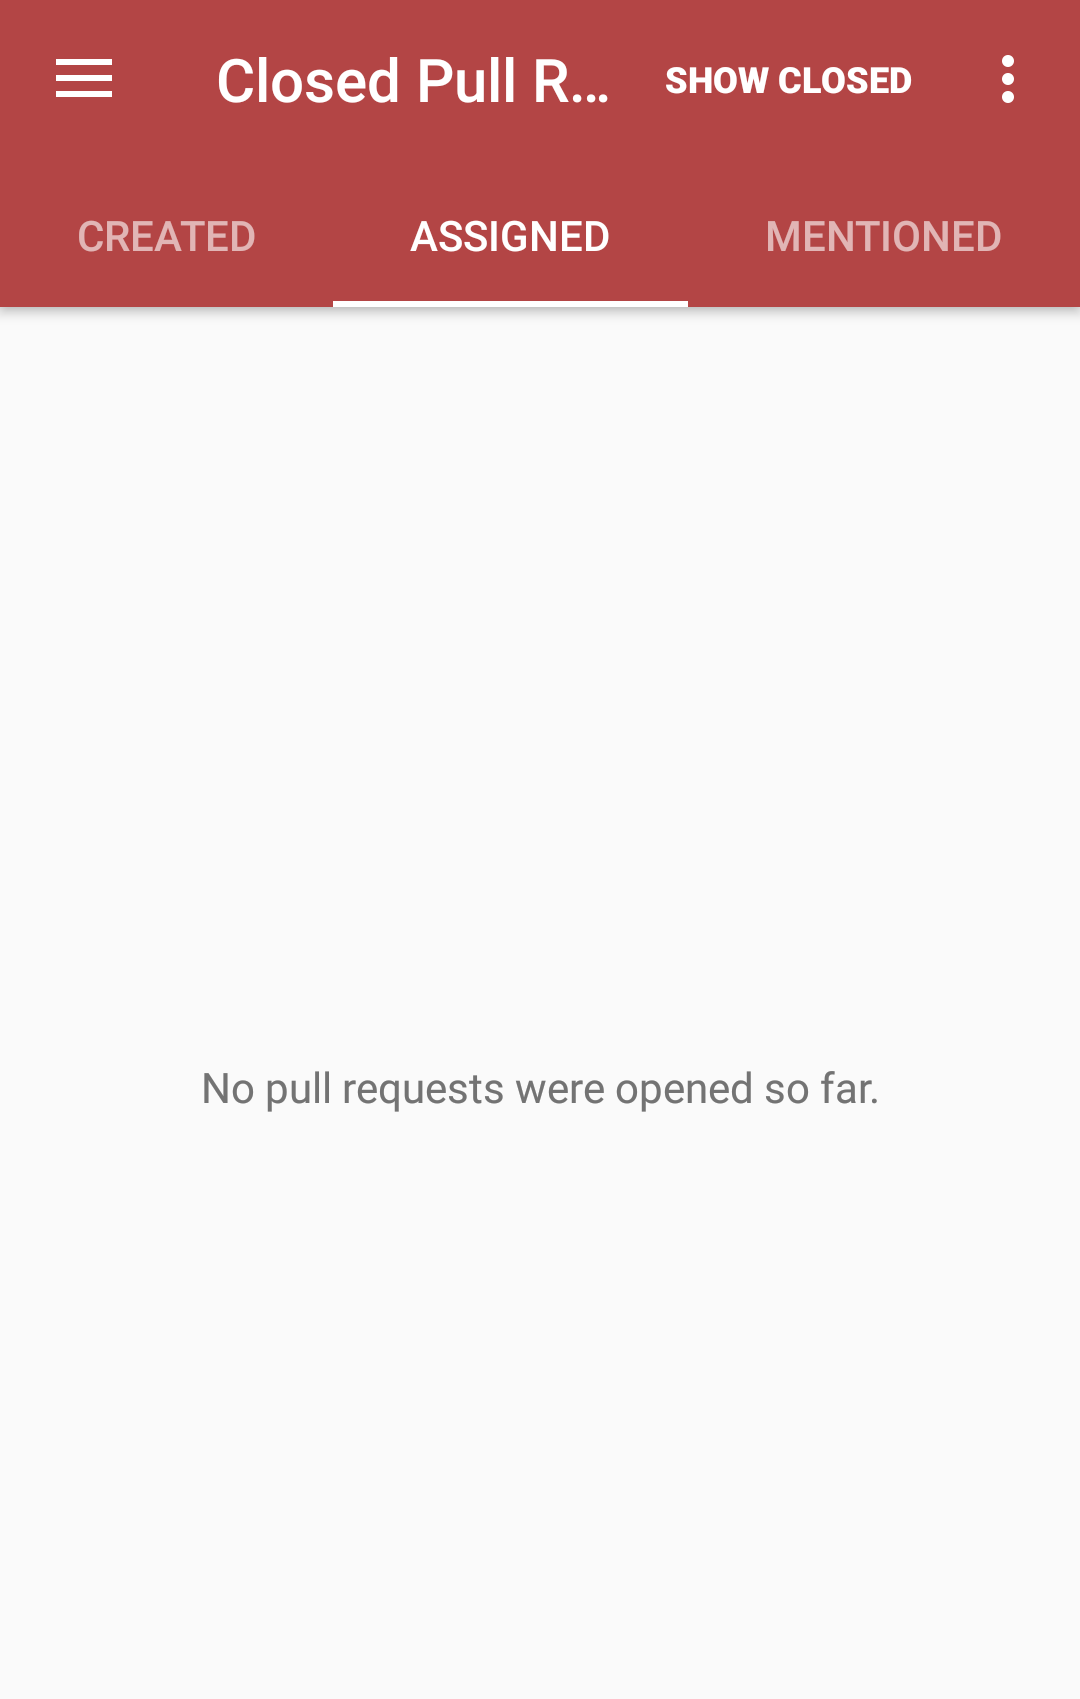 Closed Pull R... SHOW CLOSED
CREATED ASSIGNED MENTIONED
No pull requests were opened so far.